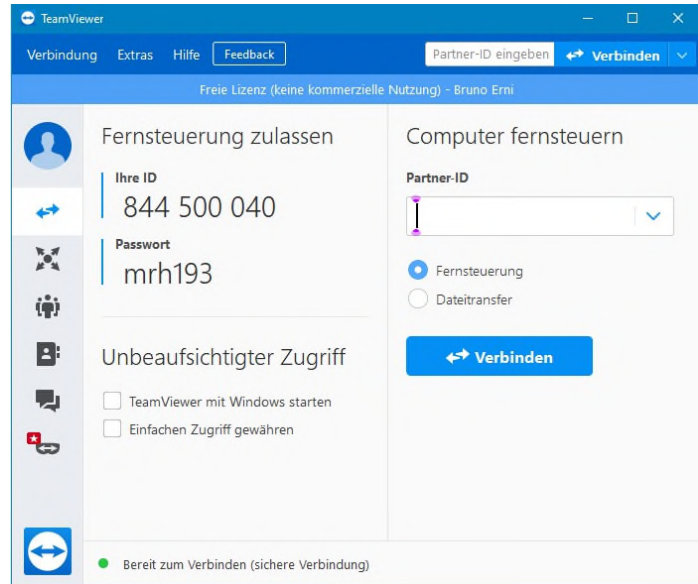 TeamViewer
Verbindung Extras Hilfe Feedback
Partner-ID eingeben Verbinden
Freie Lizenz (keine kommerzielle Nutzung) - Bruno Erni
Fernsteuerung zulassen
Ihre ID
844 500 040
Passwort
mrh193
Unbeaufsichtigter Zugriff
TeamViewer mit Windows starten
Einfachen Zugriff gewähren
Computer fernsteuern
Partner-ID
Fernsteuerung
Dateitransfer
Verbinden
Bereit zum Verbinden (sichere Verbindung)